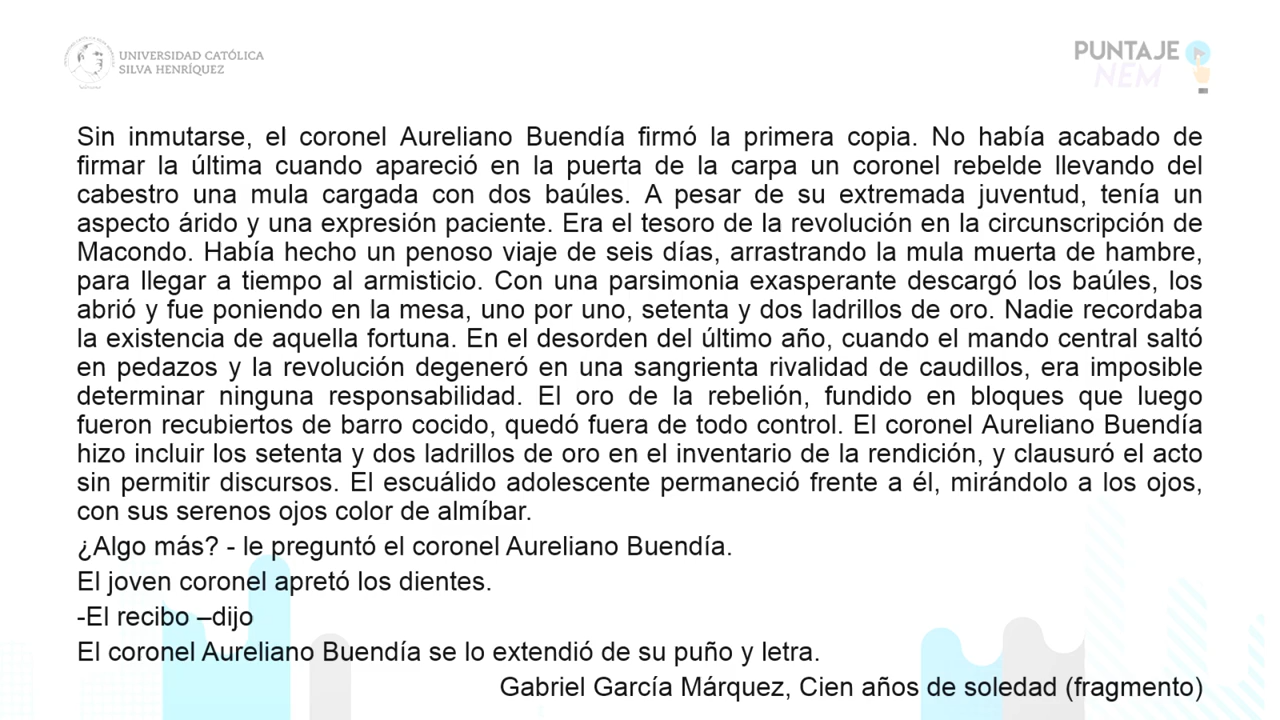 UNIVERSIDAD CATÓLICA
SILVA HENRÍQUEZ
PUNTAJE
NEM
Sin inmutarse, el coronel Aureliano Buendía firmó la primera copia. No había acabado de
firmar la última cuando apareció en la puerta de la carpa un coronel rebelde llevando del
cabestro una mula cargada con dos baúles. A pesar de su extremada juventud, tenía un
aspecto árido y una expresión paciente. Era el tesoro de la revolución en la circunscripción de
Macondo. Había hecho un penoso viaje de seis días, arrastrando la mula muerta de hambre,
para llegar a tiempo al armisticio. Con una parsimonia exasperante descargó los baúles, los
abrió y fue poniendo en la mesa, uno por uno, setenta y dos ladrillos de oro. Nadie recordaba
la existencia de aquella fortuna. En el desorden del último año, cuando el mando central saltó
en pedazos y la revolución degeneró en una sangrienta rivalidad de caudillos, era imposible
determinar ninguna responsabilidad. El oro de la rebelión, fundido en bloques que luego
fueron recubiertos de barro cocido, quedó fuera de todo control. El coronel Aureliano Buendía
hizo incluir los setenta y dos ladrillos de oro en el inventario de la rendición, y clausuró el acto
sin permitir discursos. El escuálido adolescente permaneció frente a él, mirándolo a los ojos,
con sus serenos ojos color de almíbar.
¿Algo más? - le preguntó el coronel Aureliano Buendía.
El joven coronel apretó los dientes.
-El recibo –dijo
El coronel Aureliano Buendía se lo extendió de su puño y letra.
Gabriel García Márquez, Cien años de soledad (fragmento)